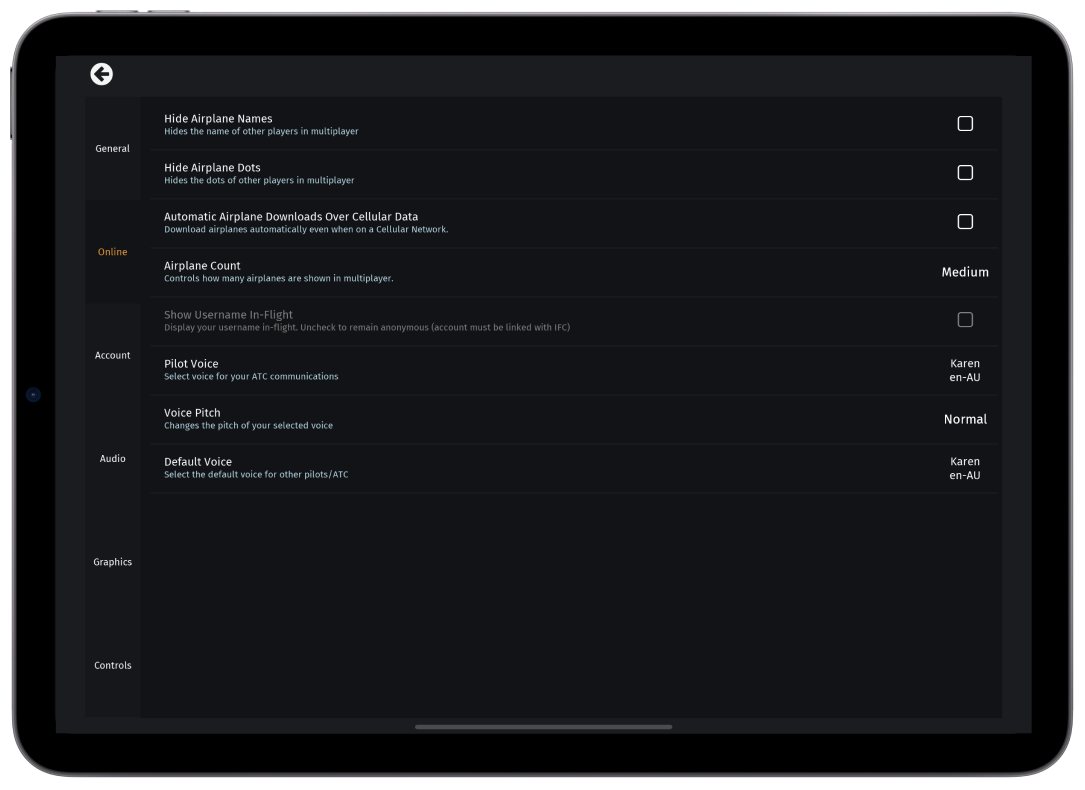 General
Online
Account
Audio
Graphics
Controls
Hide Airplane Names
Hides the name of other players in multiplayer
Hide Airplane Dots
Hides the dots of other players in multiplayer
Automatic Airplane Downloads Over Cellular Data
Download airplanes automatically even when on a Cellular Network.
Airplane Count
Controls how many airplanes are shown in multiplayer.
Medium
Show Username In-Flight
Display your username in-flight. Uncheck to remain anonymous (account must be linked with IFC)
Pilot Voice
Select voice for your ATC communications
Karen
en-AU
Voice Pitch
Changes the pitch of your selected voice
Normal
Default Voice
Select the default voice for other pilots/ATC
Karen
en-AU